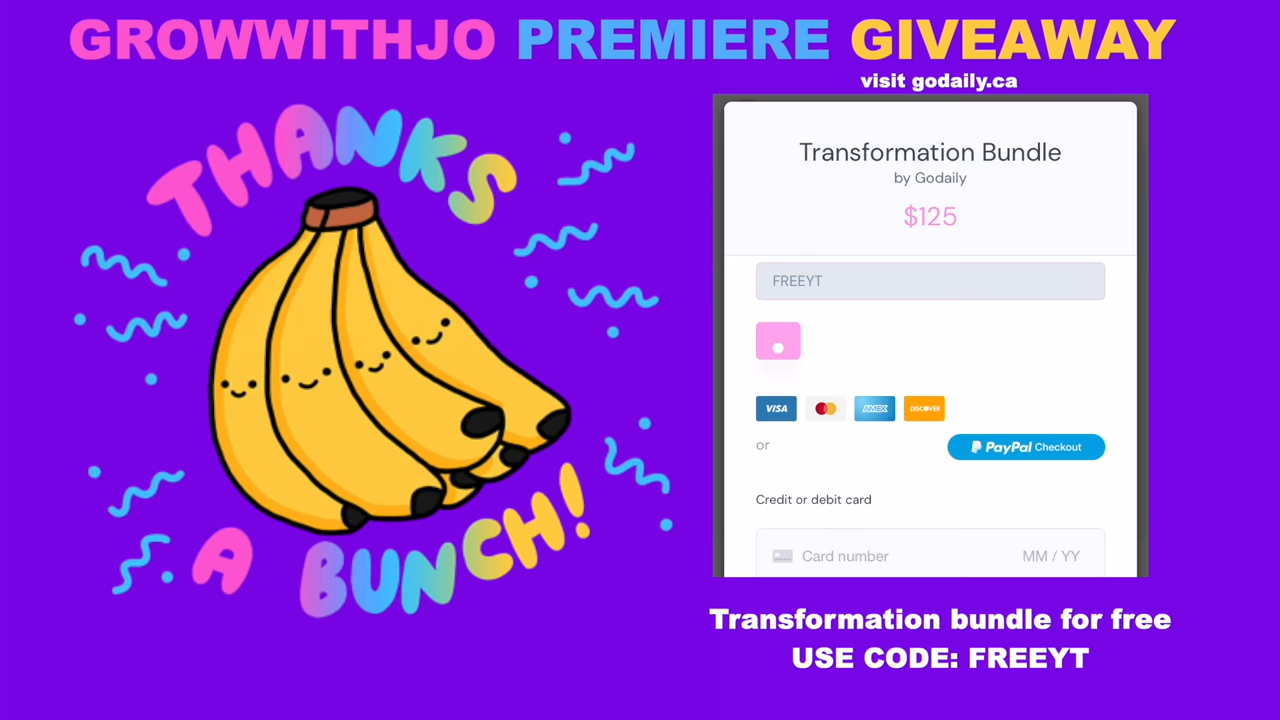 GROWWITHJO PREMIERE GIVEAWAY
visit godaily.ca
THANKS
A BUNCH!
Transformation Bundle
by Godaily
$125
FREEYT
VISA AMEX DISCOVER
or
PayPal Checkout
Credit or debit card
Card number MM / YY
Transformation bundle for free
USE CODE: FREEYT